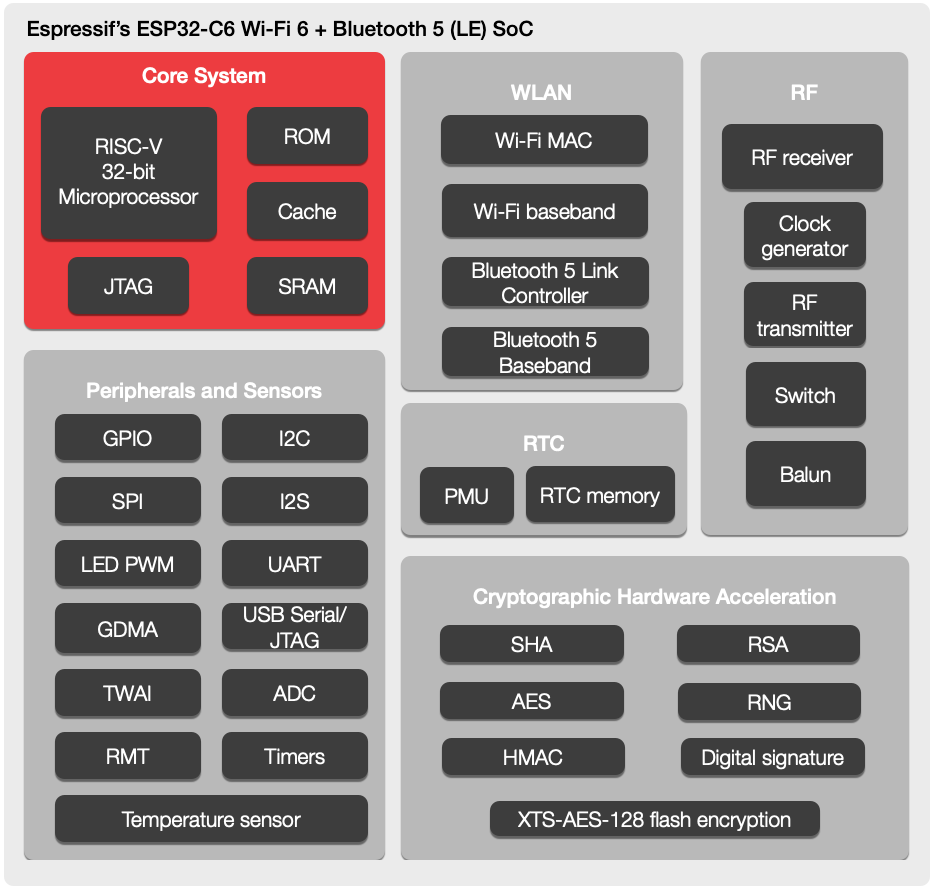 Espressif’s ESP32-C6 Wi-Fi 6 + Bluetooth 5 (LE) SoC
Core System
RISC-V
32-bit
Microprocessor
ROM
Cache
JTAG
SRAM
WLAN
Wi-Fi MAC
Wi-Fi baseband
Bluetooth 5 Link
Controller
Bluetooth 5
Baseband
RF
RF receiver
Clock
generator
RF
transmitter
Switch
Balun
Peripherals and Sensors
GPIO
I2C
SPI
I2S
LED PWM
UART
GDMA
USB Serial/
JTAG
TWAI
ADC
RMT
Timers
Temperature sensor
RTC
PMU
RTC memory
Cryptographic Hardware Acceleration
SHA
RSA
AES
RNG
HMAC
Digital signature
XTS-AES-128 flash encryption